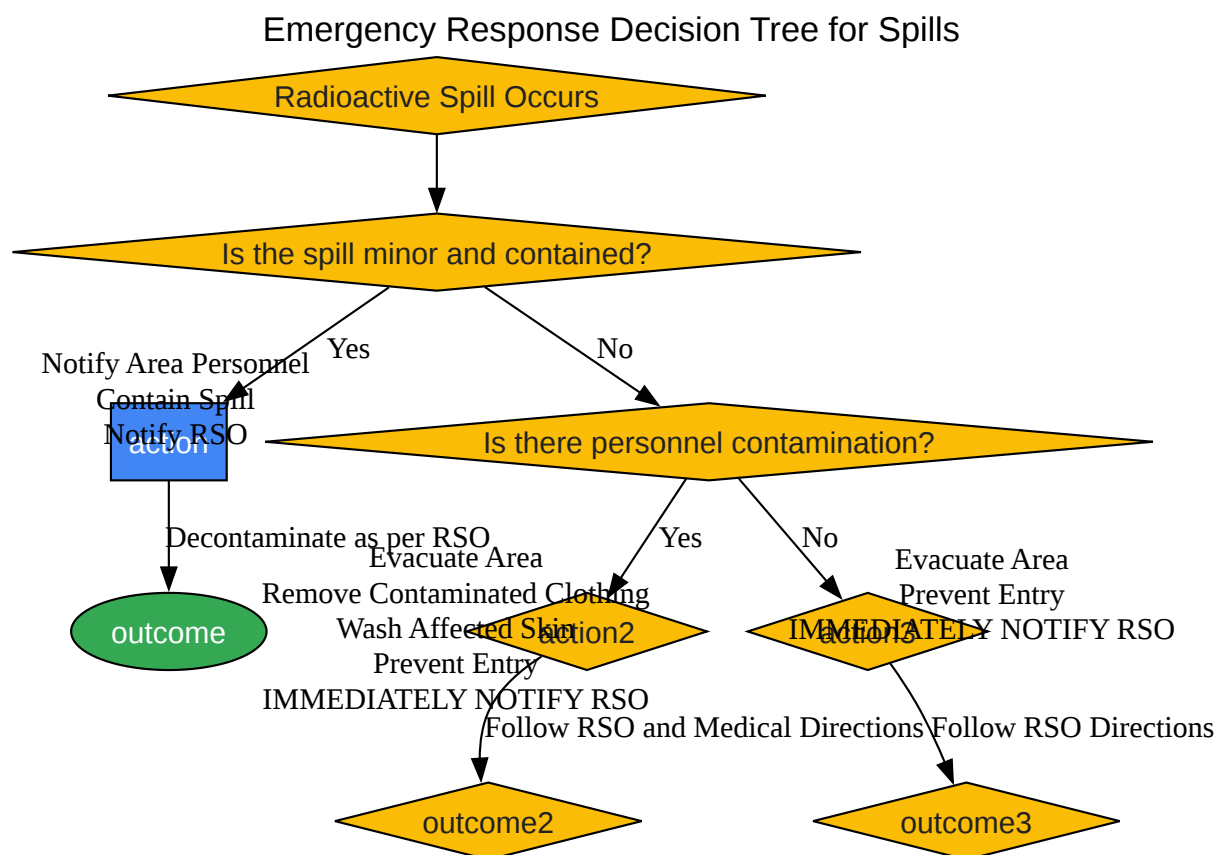 Emergency Response Decision Tree for Spills
Radioactive Spill Occurs
Is the spill minor and contained?
Yes
No
Notify Area Personnel
Contain Spill
Notify RSO
action
Is there personnel contamination?
Decontaminate as per RSO
Yes
No
outcome
Evacuate Area
Remove Contaminated Clothing
Wash Affected Skin
Prevent Entry
IMMEDIATELY NOTIFY RSO
action2
Evacuate Area
Prevent Entry
IMMEDIATELY NOTIFY RSO
action3
Follow RSO and Medical Directions
Follow RSO Directions
outcome2
outcome3